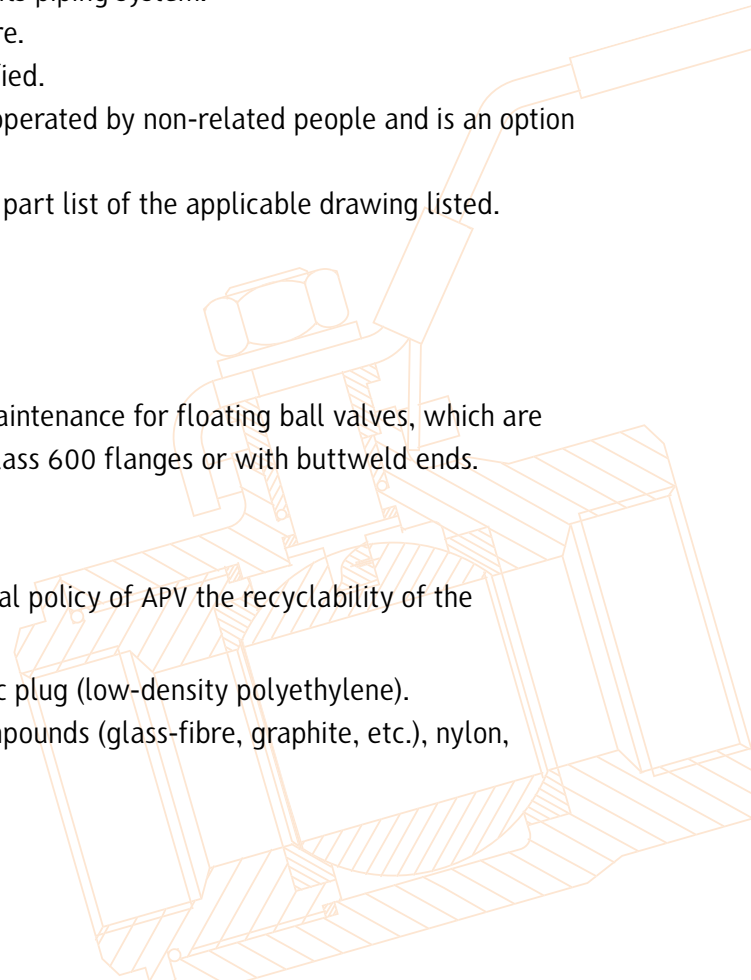 piping system.
re.
ied.
operated by non-related people and is an option
part list of the applicable drawing listed.
aintenance for floating ball valves, which are
lass 600 flanges or with buttweld ends.
al policy of APV the recyclability of the
c plug (low-density polyethylene).
pounds (glass-fibre, graphite, etc.), nylon,